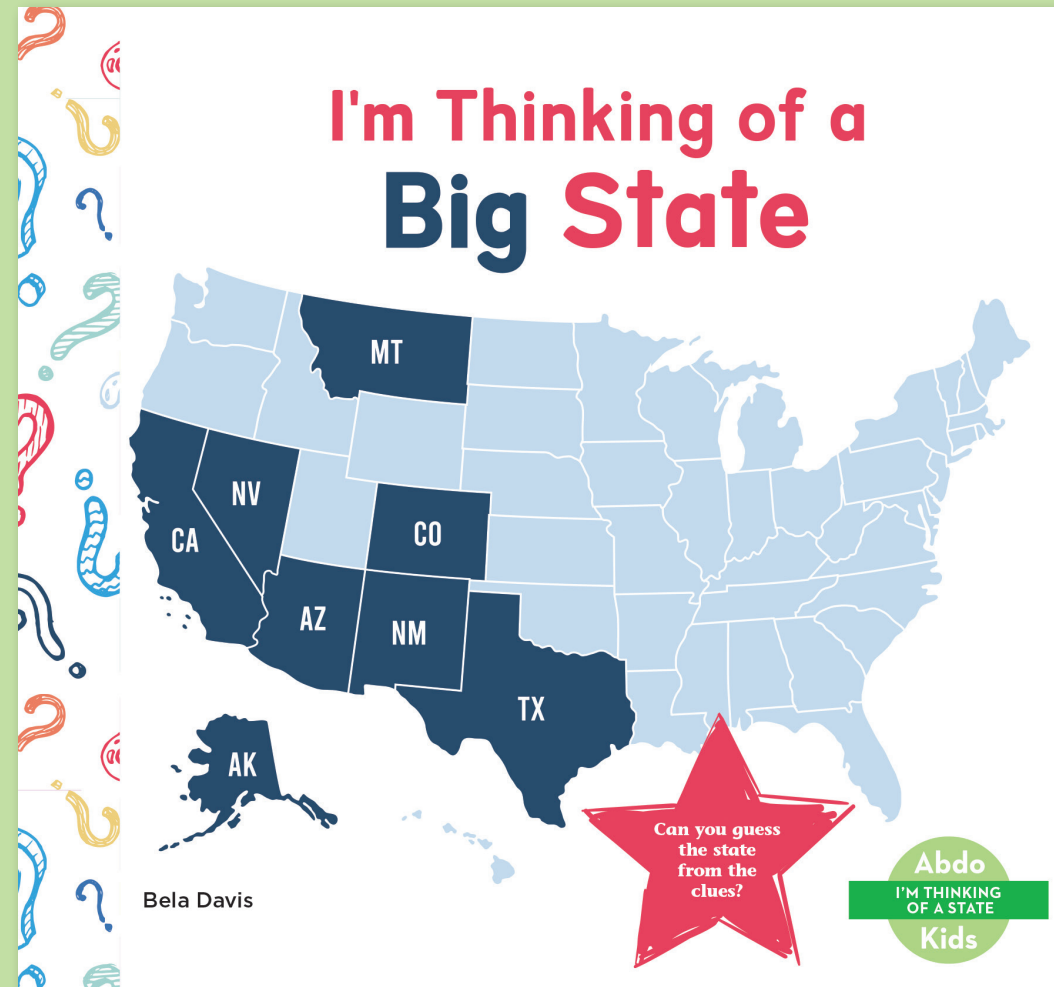 I'm Thinking of a
Big State
MT
NV
CO
CA
AZ
NM
TX
AK
Can you guess
the state
from the
clues?
Bela Davis
Abdo
I'M THINKING
OF A STATE
Kids